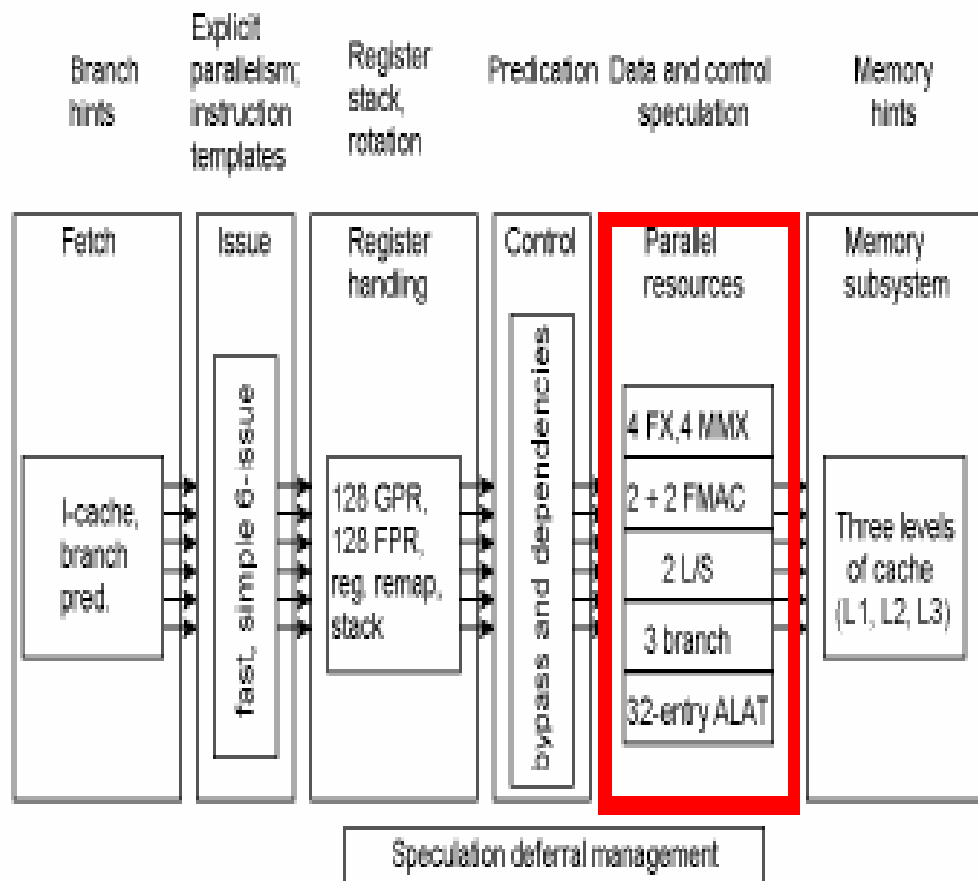 Branch
hints
Explicit
parallelism;
instruction
templates
Register
stack,
rotation
Predication
Data and control
speculation
Memory
hints
Fetch
Issue
Register
handing
Control
Parallel
resources
Memory
subsystem
I-cache,
branch
pred.
fast, simple 6-issue
128 GPR,
128 FPR,
reg. remap,
stack
bypass and dependencies
4 FX,4 MMX
2 + 2 FMAC
2 L/S
3 branch
32-entry ALAT
Three levels
of cache
(L1, L2, L3)
Speculation deferral management